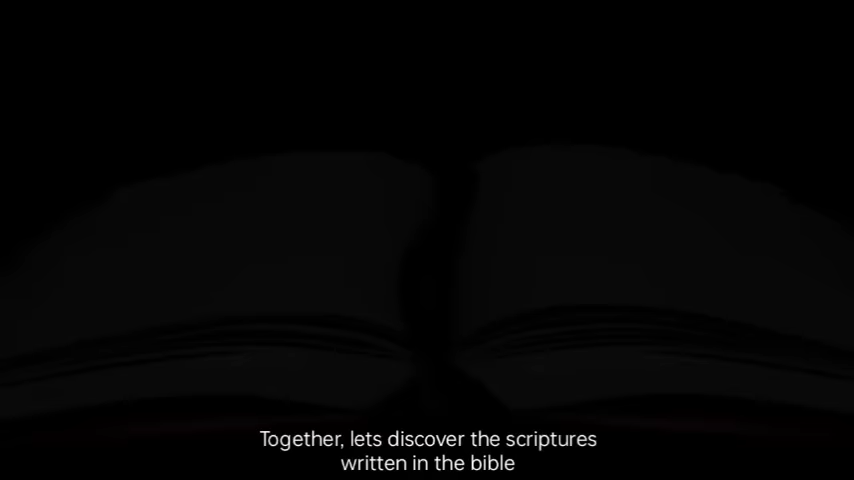 Together, lets discover the scriptures
written in the bible